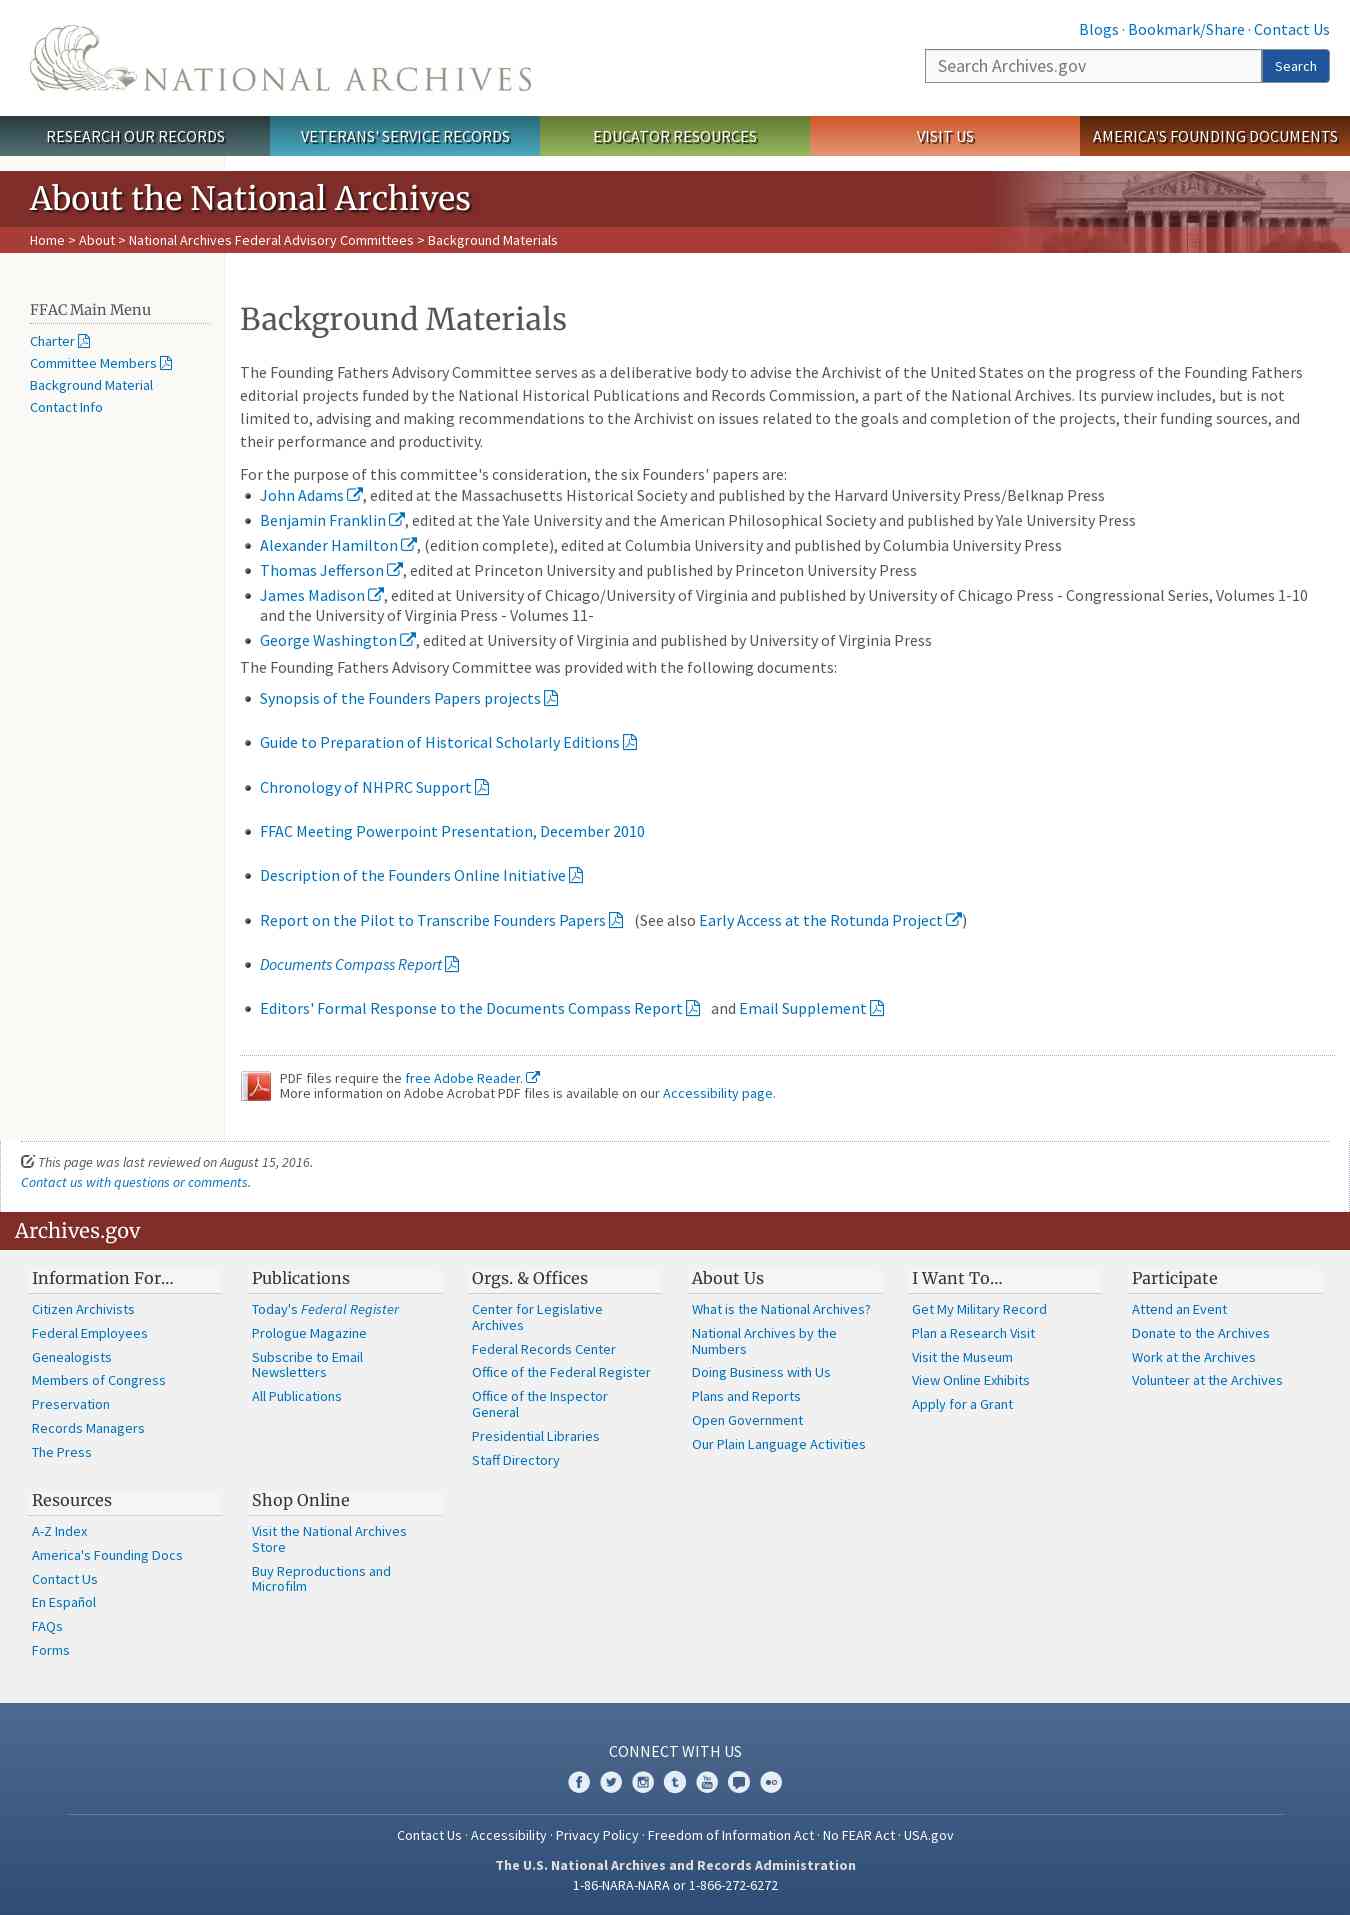 Blogs · Bookmark/Share · Contact Us
NATIONAL ARCHIVES
Search Archives.gov
Search
RESEARCH OUR RECORDS
VETERANS' SERVICE RECORDS
EDUCATOR RESOURCES
VISIT US
AMERICA'S FOUNDING DOCUMENTS
About the National Archives
Home > About > National Archives Federal Advisory Committees > Background Materials
FFAC Main Menu
Charter
Committee Members
Background Material
Contact Info
Background Materials
The Founding Fathers Advisory Committee serves as a deliberative body to advise the Archivist of the United States on the progress of the Founding Fathers
editorial projects funded by the National Historical Publications and Records Commission, a part of the National Archives. Its purview includes, but is not
limited to, advising and making recommendations to the Archivist on issues related to the goals and completion of the projects, their funding sources, and
their performance and productivity.
For the purpose of this committee's consideration, the six Founders' papers are:
John Adams, edited at the Massachusetts Historical Society and published by the Harvard University Press/Belknap Press
Benjamin Franklin, edited at the Yale University and the American Philosophical Society and published by Yale University Press
Alexander Hamilton, (edition complete), edited at Columbia University and published by Columbia University Press
Thomas Jefferson, edited at Princeton University and published by Princeton University Press
James Madison, edited at University of Chicago/University of Virginia and published by University of Chicago Press - Congressional Series, Volumes 1-10
and the University of Virginia Press - Volumes 11-
George Washington, edited at University of Virginia and published by University of Virginia Press
The Founding Fathers Advisory Committee was provided with the following documents:
Synopsis of the Founders Papers projects
Guide to Preparation of Historical Scholarly Editions
Chronology of NHPRC Support
FFAC Meeting Powerpoint Presentation, December 2010
Description of the Founders Online Initiative
Report on the Pilot to Transcribe Founders Papers (See also Early Access at the Rotunda Project)
Documents Compass Report
Editors' Formal Response to the Documents Compass Report and Email Supplement
PDF files require the free Adobe Reader.
More information on Adobe Acrobat PDF files is available on our Accessibility page.
This page was last reviewed on August 15, 2016.
Contact us with questions or comments.
Archives.gov
Information For…
Citizen Archivists
Federal Employees
Genealogists
Members of Congress
Preservation
Records Managers
The Press
Publications
Today's Federal Register
Prologue Magazine
Subscribe to Email
Newsletters
All Publications
Orgs. & Offices
Center for Legislative
Archives
Federal Records Center
Office of the Federal Register
Office of the Inspector
General
Presidential Libraries
Staff Directory
About Us
What is the National Archives?
National Archives by the
Numbers
Doing Business with Us
Plans and Reports
Open Government
Our Plain Language Activities
I Want To…
Get My Military Record
Plan a Research Visit
Visit the Museum
View Online Exhibits
Apply for a Grant
Participate
Attend an Event
Donate to the Archives
Work at the Archives
Volunteer at the Archives
Resources
A-Z Index
America's Founding Docs
Contact Us
En Español
FAQs
Forms
Shop Online
Visit the National Archives
Store
Buy Reproductions and
Microfilm
CONNECT WITH US
Contact Us · Accessibility · Privacy Policy · Freedom of Information Act · No FEAR Act · USA.gov
The U.S. National Archives and Records Administration
1-86-NARA-NARA or 1-866-272-6272